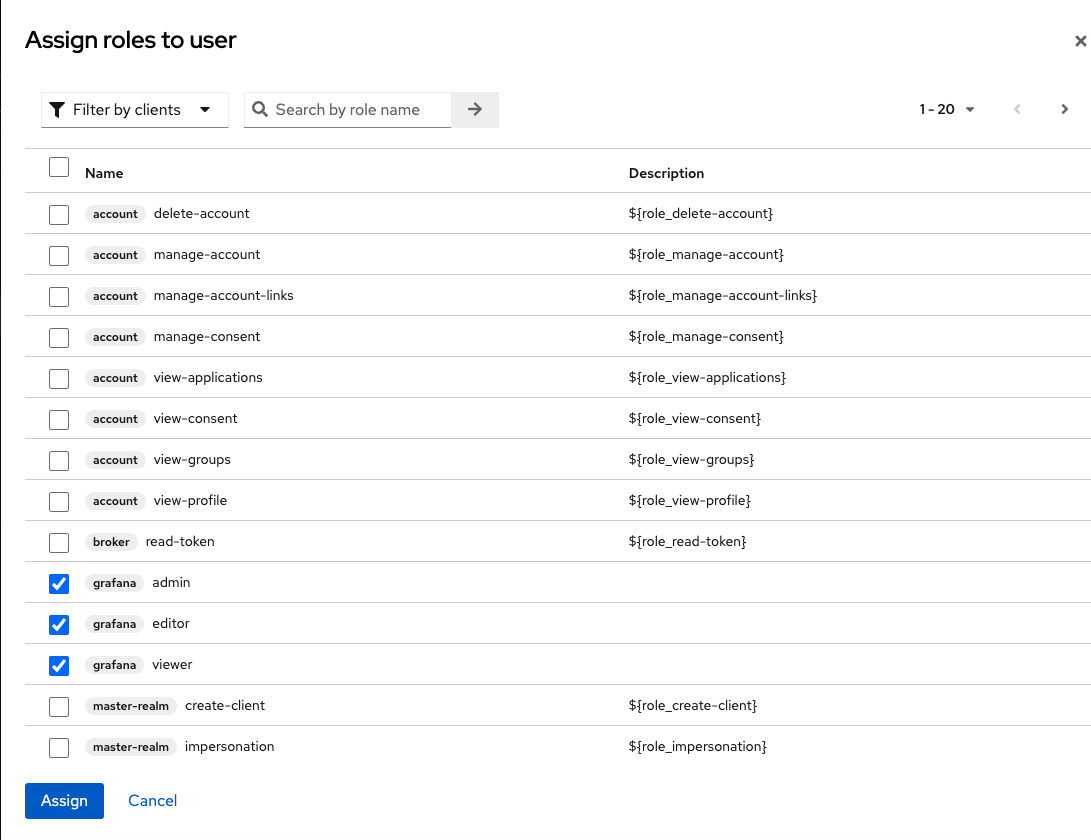 Assign roles to user
Filter by clients Search by role name 1 - 20
Name Description
account delete-account ${role_delete-account}
account manage-account ${role_manage-account}
account manage-account-links ${role_manage-account-links}
account manage-consent ${role_manage-consent}
account view-applications ${role_view-applications}
account view-consent ${role_view-consent}
account view-groups ${role_view-groups}
account view-profile ${role_view-profile}
broker read-token ${role_read-token}
grafana admin
grafana editor
grafana viewer
master-realm create-client ${role_create-client}
master-realm impersonation ${role_impersonation}
Assign Cancel